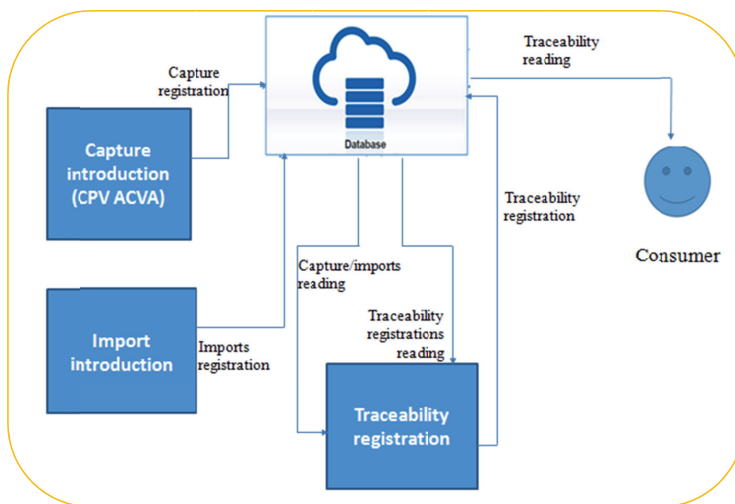 Capture
registration
Traceability
reading
Database
Capture
introduction
(CPV ACVA)
Traceability
registration
Consumer
Capture/imports
reading
Import
introduction
Imports
registration
Traceability
registrations
reading
Traceability
registration